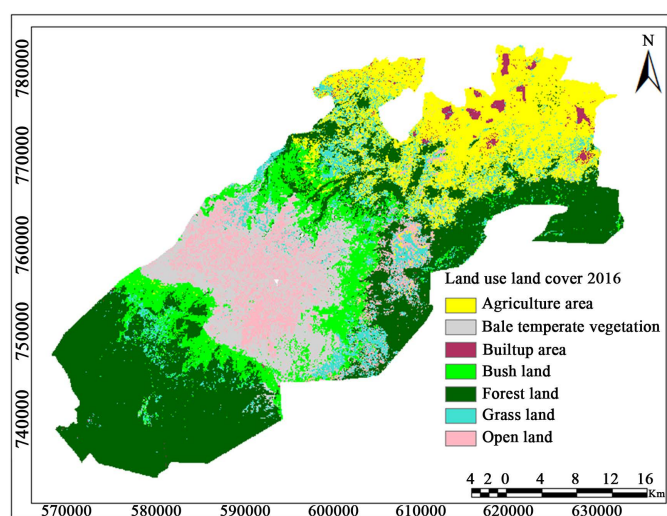 N
780000
770000
760000
750000
740000
Land use land cover 2016
Agriculture area
Bale temperate vegetation
Builtup area
Bush land
Forest land
Grass land
Open land
4 2 0 4 8 12 16
Km
570000 580000 590000 600000 610000 620000 630000